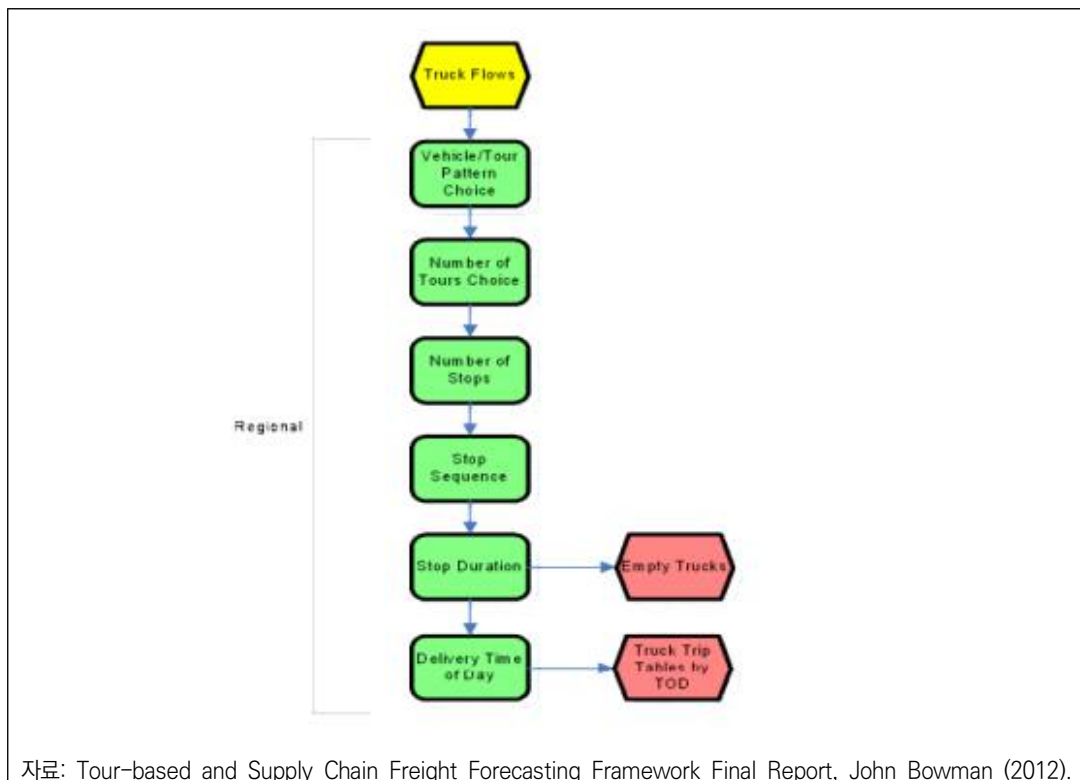 Truck Flows
Vehicle/Tour
Pattern
Choice
Number of
Tours Choice
Number of
Stops
Regional
Stop
Sequence
Stop Duration
Empty Trucks
Delivery Time
of Day
Truck Trip
Tables by
TOD
자료: Tour-based and Supply Chain Freight Forecasting Framework Final Report, John Bowman (2012).